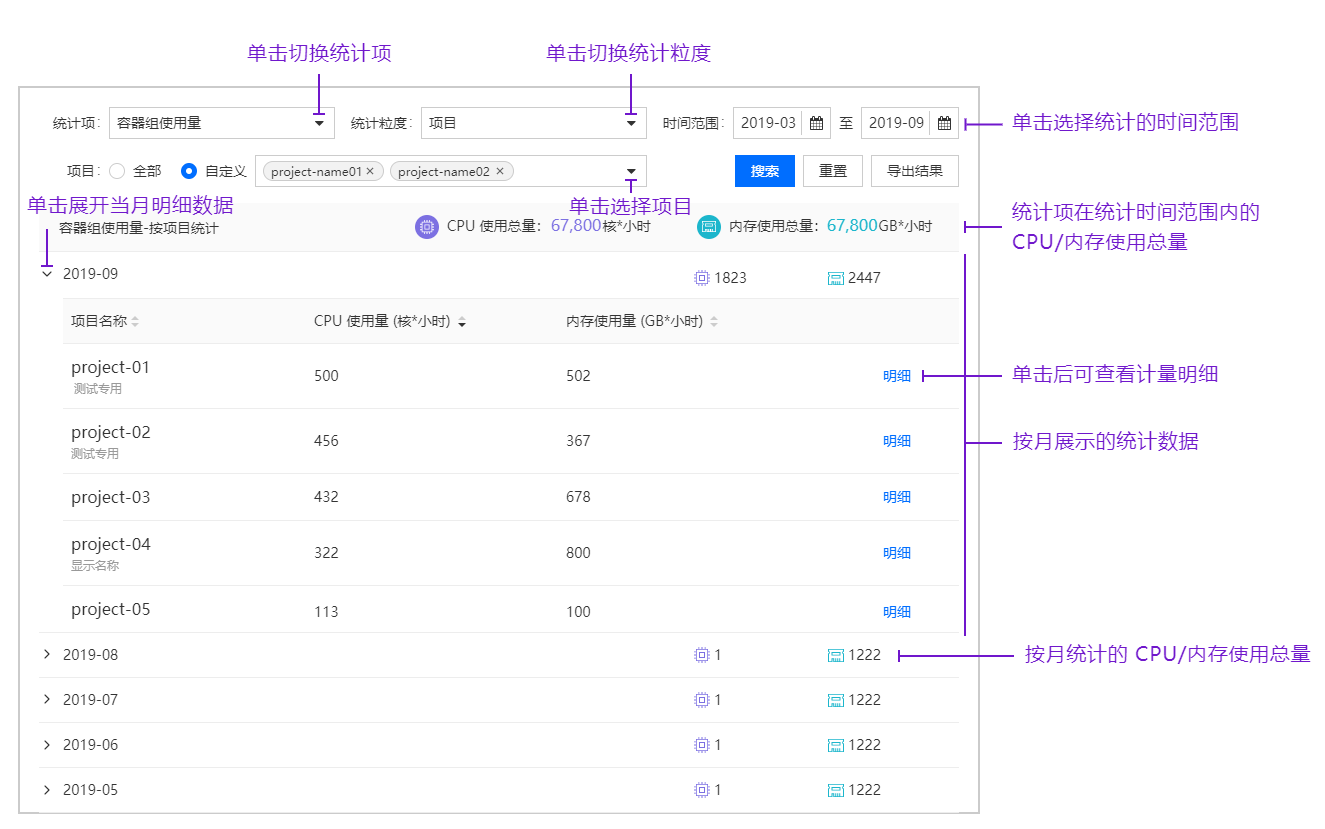 单击切换统计项 单击切换统计粒度
统计项: 容器组使用量 统计粒度: 项目 时间范围: 2019-03 至 2019-09 单击选择统计的时间范围
项目: 全部 自定义 project-name01 × project-name02 × 搜索 重置 导出结果
单击展开当月明细数据 单击选择项目
容器组使用量-按项目统计 CPU 使用总量: 67,800核*小时 内存使用总量: 67,800GB*小时 统计项在统计时间范围内的
CPU/内存使用总量
2019-09 1823 2447
项目名称 CPU 使用量 (核*小时) 内存使用量 (GB*小时)
project-01 500 502 明细 单击后可查看计量明细
测试专用
project-02 456 367 明细 按月展示的统计数据
测试专用
project-03 432 678 明细
project-04 322 800 明细
显示名称
project-05 113 100 明细
2019-08 1 1222 按月统计的 CPU/内存使用总量
2019-07 1 1222
2019-06 1 1222
2019-05 1 1222